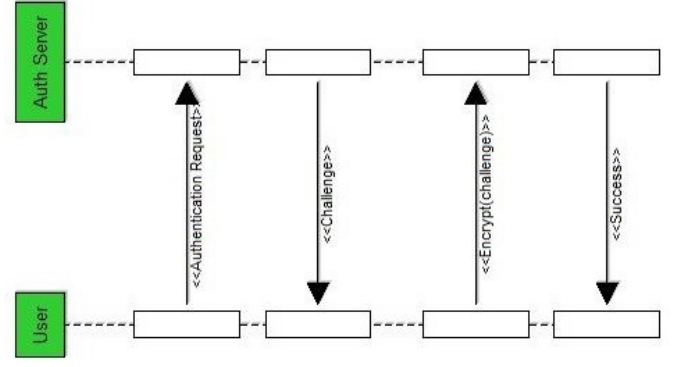 Auth Server
<<Authentication Request>
<<Challenge>>
<<Encrypt(challenge)>>
<<Success>>
User